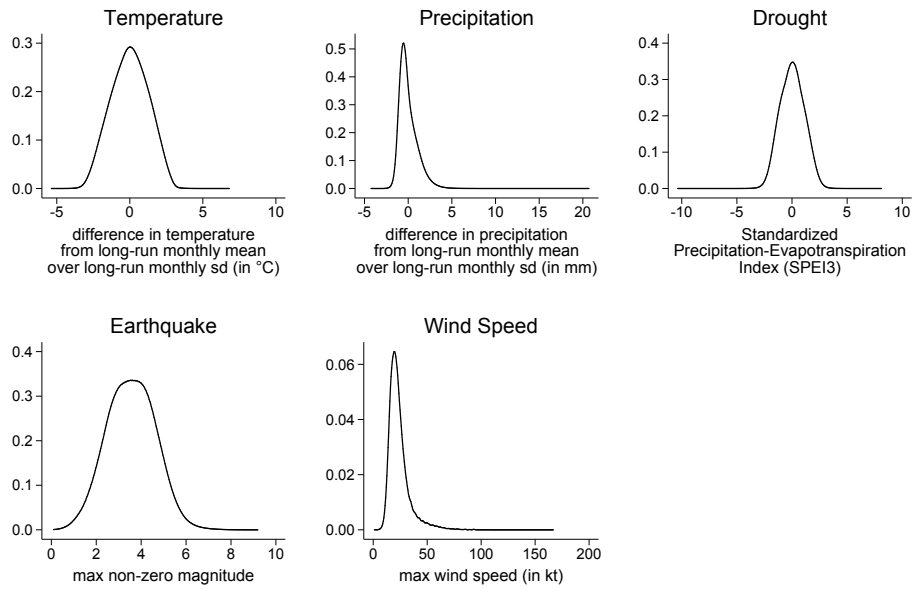 Temperature
0.3
0.2
0.1
0.0
-5 0 5 10
difference in temperature
from long-run monthly mean
over long-run monthly sd (in °C)
Precipitation
0.5
0.4
0.3
0.2
0.1
0.0
-5 0 5 10 15 20
difference in precipitation
from long-run monthly mean
over long-run monthly sd (in mm)
Drought
0.4
0.3
0.2
0.1
0.0
-10 -5 0 5 10
Standardized
Precipitation-Evapotranspiration
Index (SPEI3)
Earthquake
0.4
0.3
0.2
0.1
0.0
0 2 4 6 8 10
max non-zero magnitude
Wind Speed
0.06
0.04
0.02
0.00
0 50 100 150 200
max wind speed (in kt)